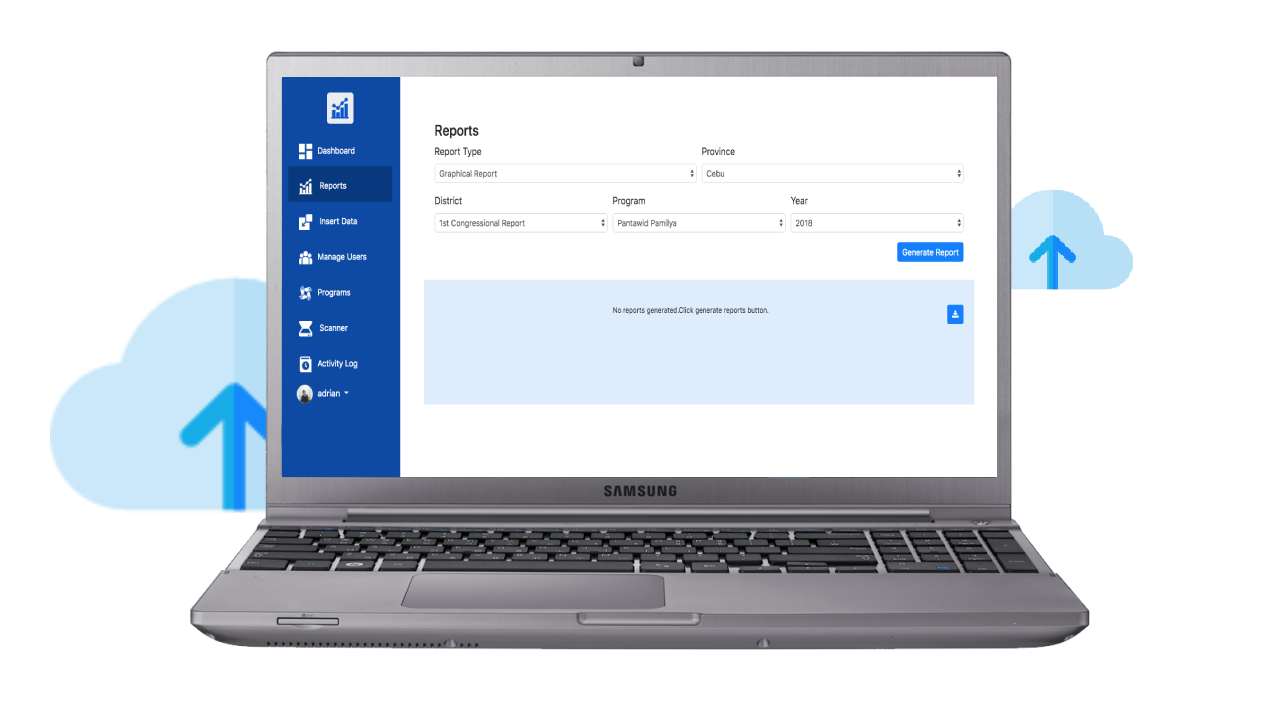 Dashboard
Reports
Insert Data
Manage Users
Programs
Scanner
Activity Log
adrian
Reports
Report Type
Province
Graphical Report
Cebu
District
Program
Year
1st Congressional Report
Pantawid Pamilya
2018
Generate Report
No reports generated.Click generate reports button.
SAMSUNG